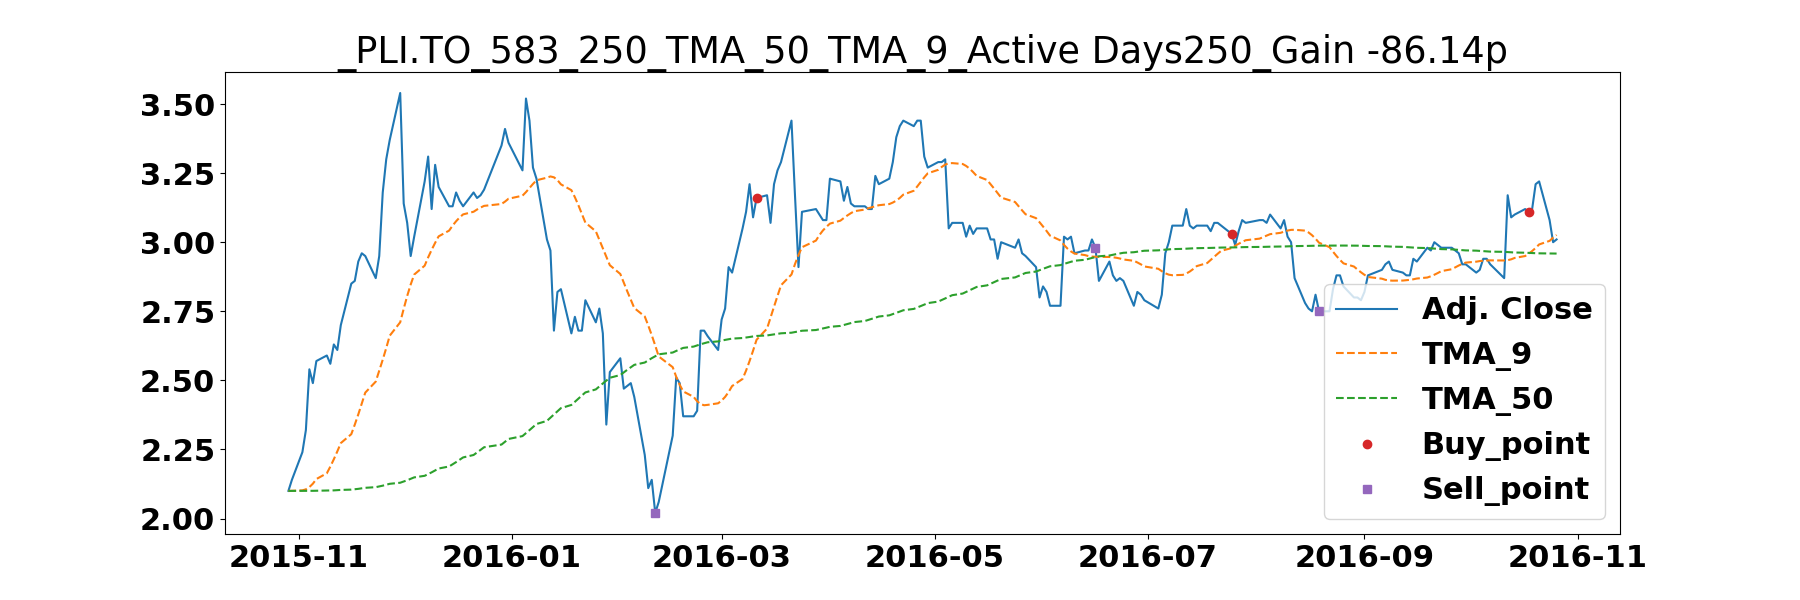 _PLI.TO_583_250_TMA_50_TMA_9_Active Days250_Gain -86.14p
3.50
3.25
3.00
2.75
2.50
2.25
2.00
Adj. Close
TMA_9
TMA_50
Buy_point
Sell_point
2015-11 2016-01 2016-03 2016-05 2016-07 2016-09 2016-11